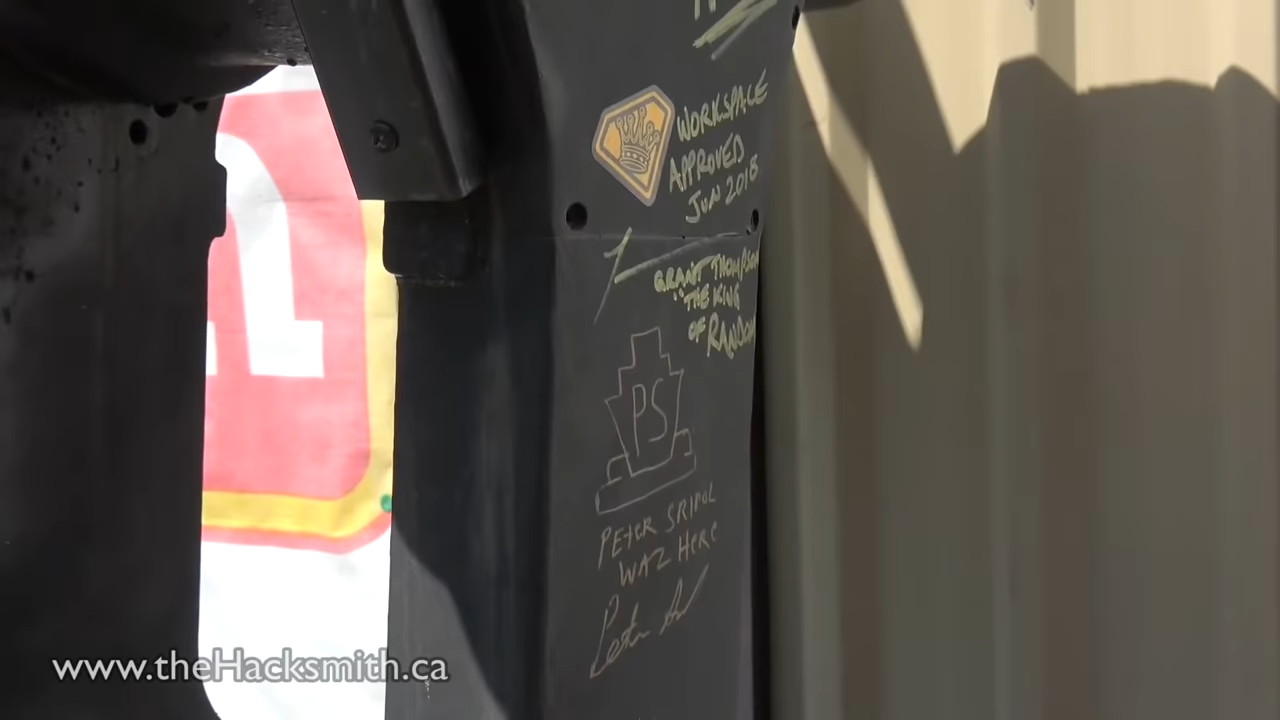 WORKSPACE
APPROVED
JUN 2018
GRANT THOMPSON
"THE KING
OF RANDOM
PS
PETER SRIPOL
WAZ HERE
www.theHacksmith.ca